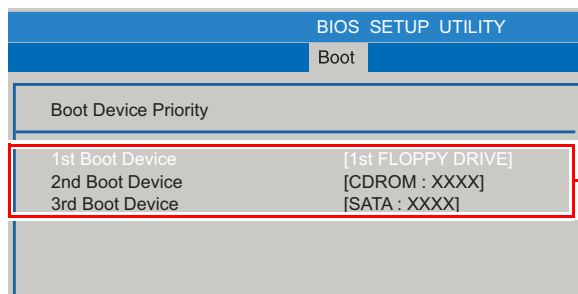 BIOS SETUP UTILITY
Boot
Boot Device Priority
1st Boot Device [1st FLOPPY DRIVE]
2nd Boot Device [CDROM : XXXX]
3rd Boot Device [SATA : XXXX]